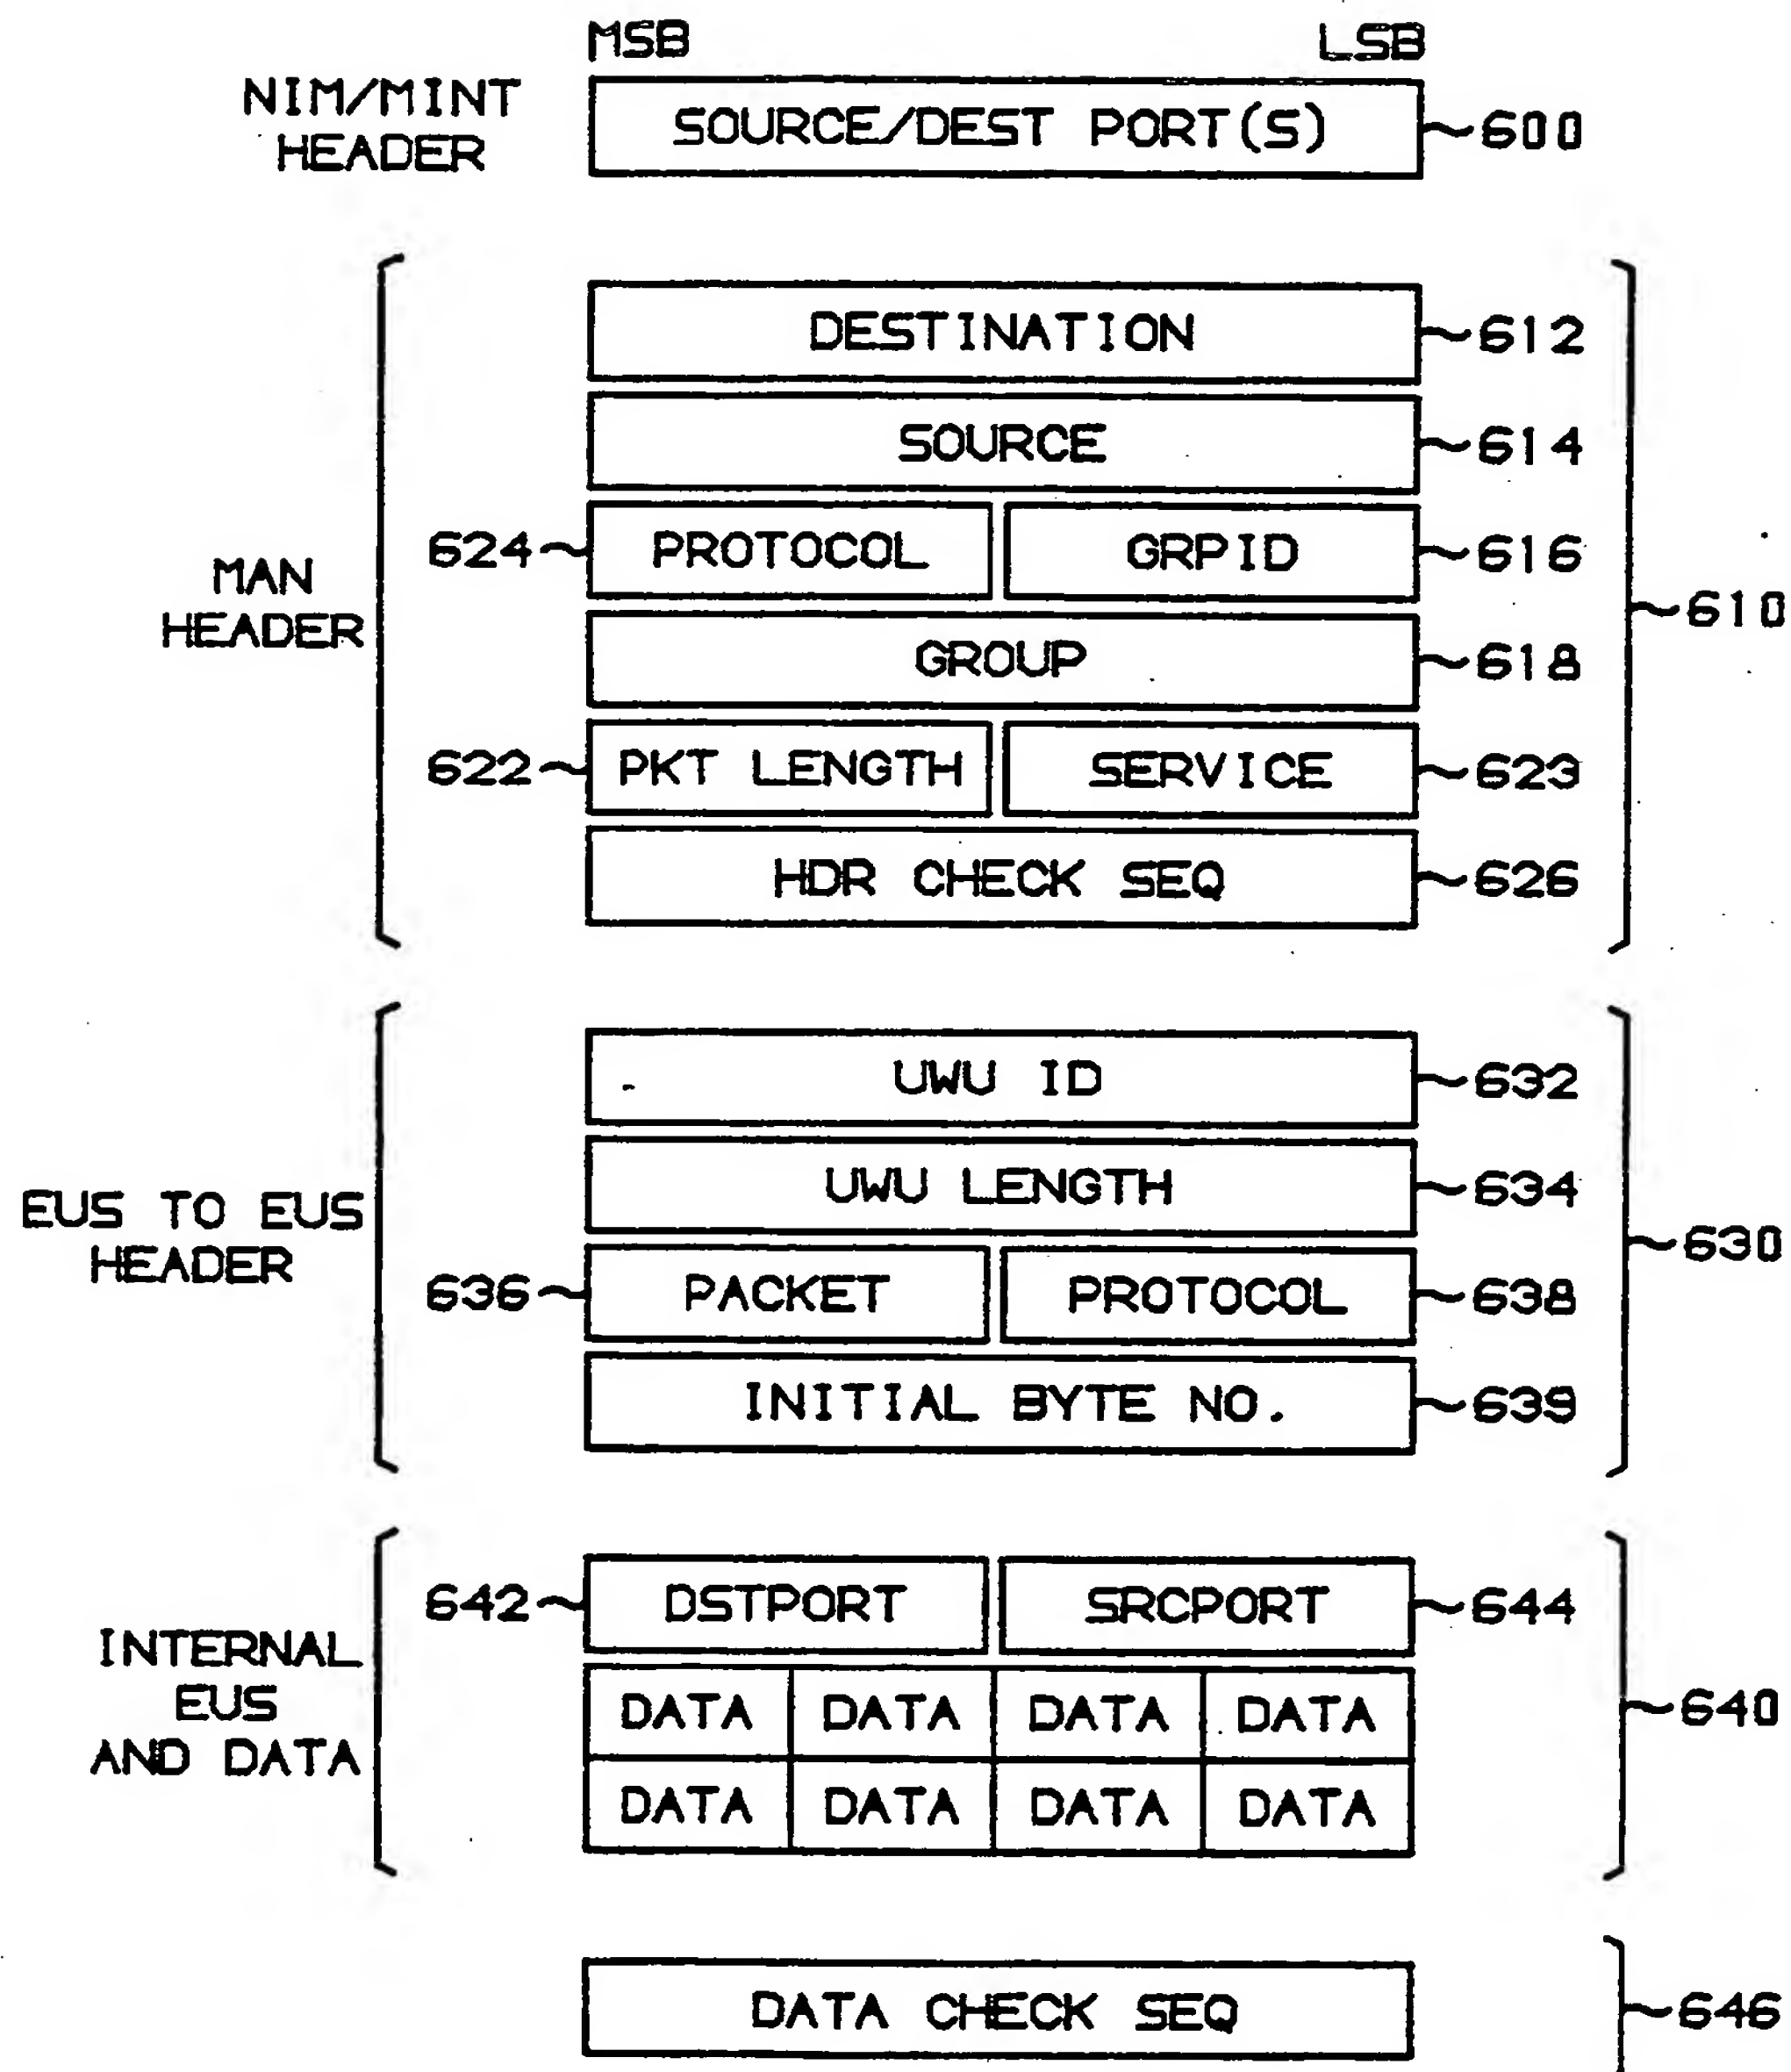 MSB LSB
NIM/MINT
HEADER
SOURCE/DEST PORT(S) 600
MAN
HEADER
DESTINATION 612
SOURCE 614
624 PROTOCOL GRPID 616
GROUP 618
622 PKT LENGTH SERVICE 623
HDR CHECK SEQ 626
610
EUS TO EUS
HEADER
UWU ID 632
UWU LENGTH 634
636 PACKET PROTOCOL 638
INITIAL BYTE NO. 639
630
INTERNAL
EUS
AND DATA
642 DSTPORT SRCPORT 644
DATA DATA DATA DATA
DATA DATA DATA DATA
640
DATA CHECK SEQ 646